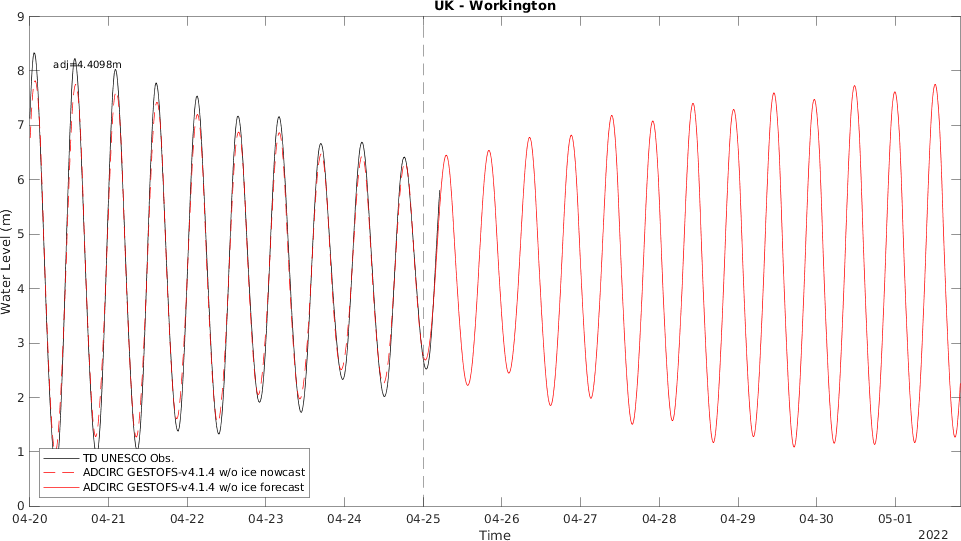 UK - Workington
9
8
7
6
5
4
3
2
1
0
adj=4.4098m
Water Level (m)
TD UNESCO Obs.
ADCIRC GESTOFS-v4.1.4 w/o ice nowcast
ADCIRC GESTOFS-v4.1.4 w/o ice forecast
04-20 04-21 04-22 04-23 04-24 04-25 04-26 04-27 04-28 04-29 04-30 05-01
Time
2022